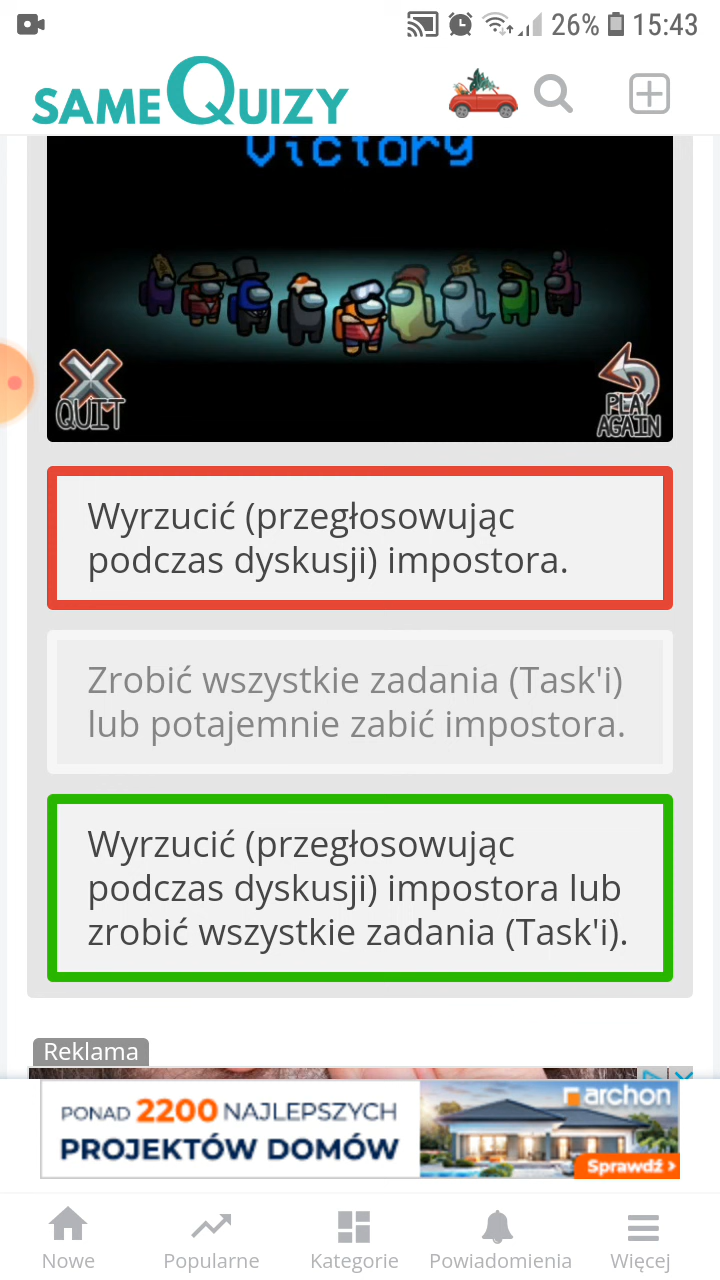 26% 15:43
SAMEQUIZY
Victory
QUIT
PLAY
AGAIN
Wyrzucić (przegłosowując
podczas dyskusji) impostora.
Zrobić wszystkie zadania (Task'i)
lub potajemnie zabić impostora.
Wyrzucić (przegłosowując
podczas dyskusji) impostora lub
zrobić wszystkie zadania (Task'i).
Reklama
PONAD 2200 NAJLEPSZYCH
PROJEKTÓW DOMÓW
archon
Sprawdź >
Nowe Popularne Kategorie Powiadomienia Więcej